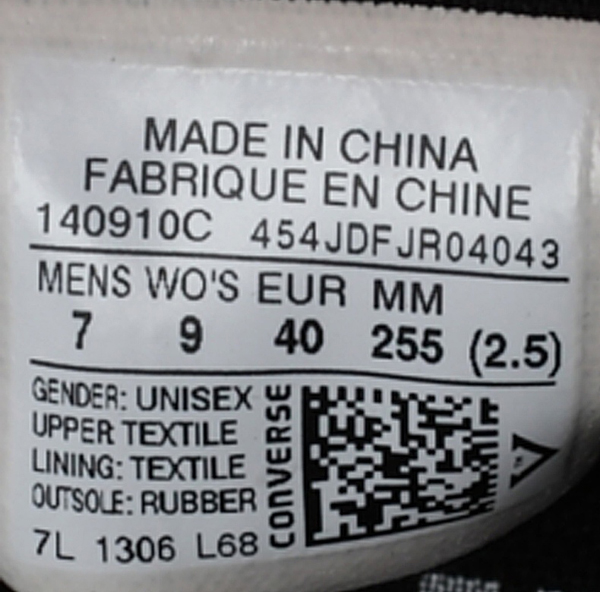 MADE IN CHINA
FABRIQUE EN CHINE
140910C 454JDFJR04043
MENS WO'S EUR MM
7 9 40 255 (2.5)
GENDER: UNISEX
UPPER TEXTILE
LINING: TEXTILE
OUTSOLE: RUBBER
7L 1306 L68
CONVERSE